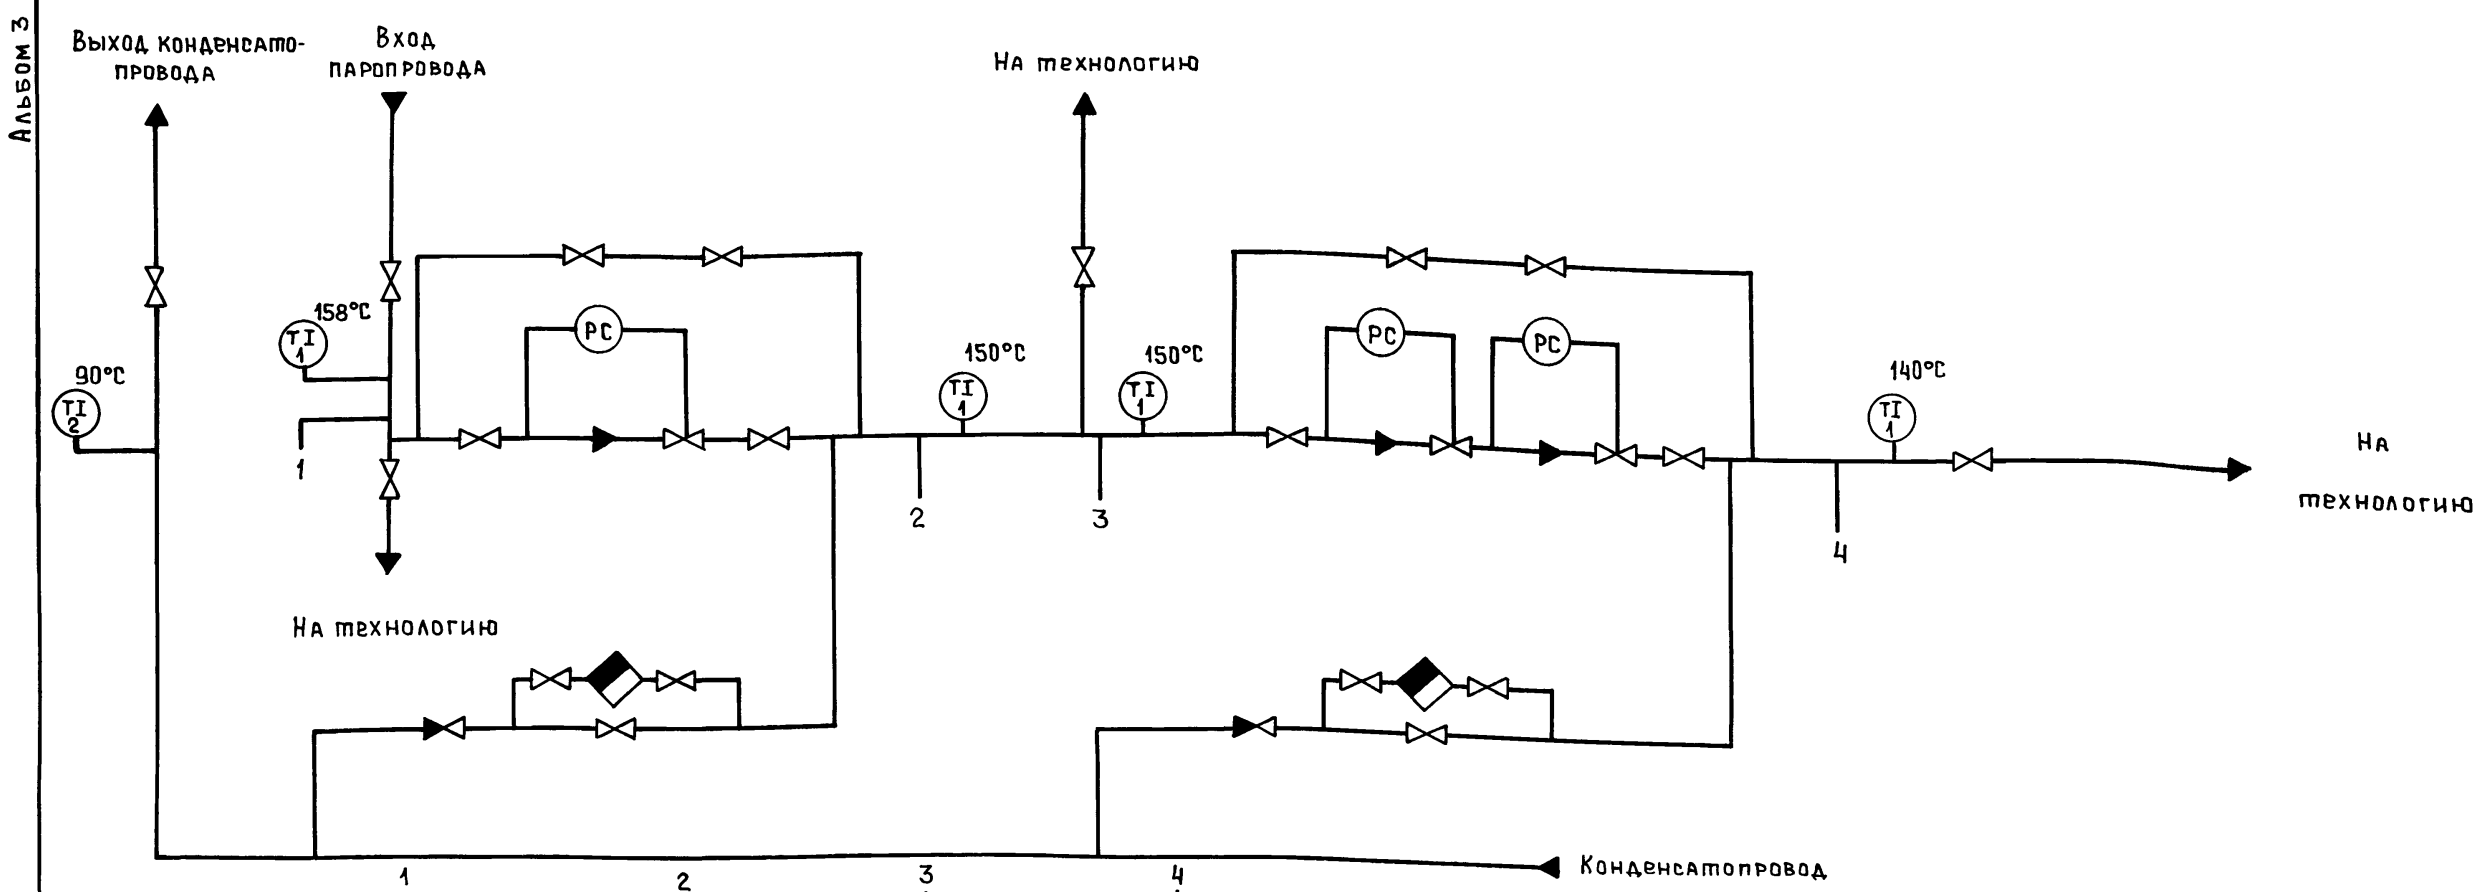 Альбом 3
Выход конденсато-
провода
Вход
паропровода
На технологию
158°С
TI
1
PC
90°С
TI
2
1
150°С
TI
1
150°С
TI
1
PC
PC
140°С
TI
1
На
технологию
2
3
4
На технологию
Конденсатопровод
1
2
3
4